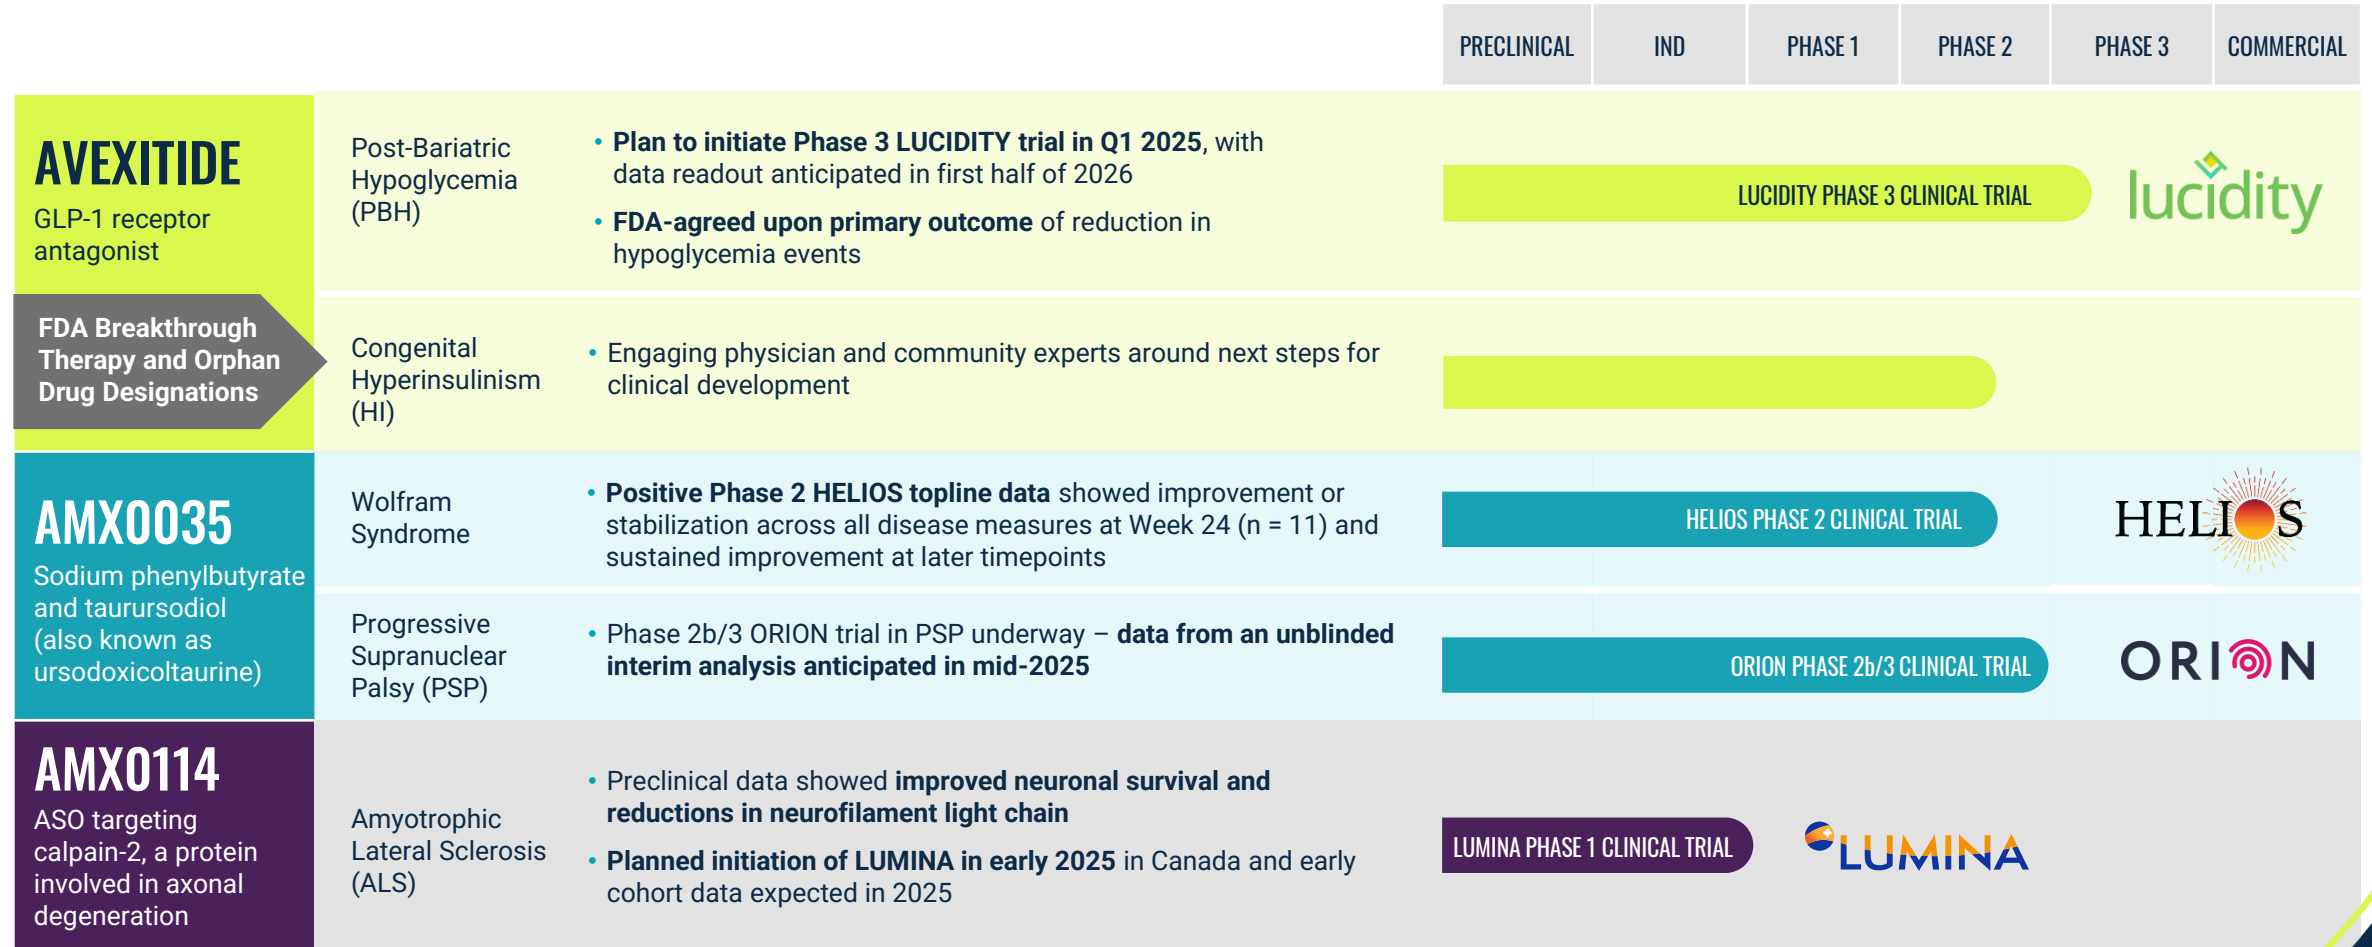 PRECLINICAL IND PHASE 1 PHASE 2 PHASE 3 COMMERCIAL
AVEXITIDE
GLP-1 receptor
antagonist
FDA Breakthrough
Therapy and Orphan
Drug Designations
Post-Bariatric
Hypoglycemia
(PBH)
• Plan to initiate Phase 3 LUCIDITY trial in Q1 2025, with
data readout anticipated in first half of 2026
• FDA-agreed upon primary outcome of reduction in
hypoglycemia events
LUCIDITY PHASE 3 CLINICAL TRIAL
lucidity
Congenital
Hyperinsulinism
(HI)
• Engaging physician and community experts around next steps for
clinical development
AMX0035
Sodium phenylbutyrate
and taurursodiol
(also known as
ursodoxicoltaurine)
Wolfram
Syndrome
• Positive Phase 2 HELIOS topline data showed improvement or
stabilization across all disease measures at Week 24 (n = 11) and
sustained improvement at later timepoints
HELIOS PHASE 2 CLINICAL TRIAL
HELIOS
Progressive
Supranuclear
Palsy (PSP)
• Phase 2b/3 ORION trial in PSP underway – data from an unblinded
interim analysis anticipated in mid-2025
ORION PHASE 2b/3 CLINICAL TRIAL
ORION
AMX0114
ASO targeting
calpain-2, a protein
involved in axonal
degeneration
Amyotrophic
Lateral Sclerosis
(ALS)
• Preclinical data showed improved neuronal survival and
reductions in neurofilament light chain
• Planned initiation of LUMINA in early 2025 in Canada and early
cohort data expected in 2025
LUMINA PHASE 1 CLINICAL TRIAL
LUMINA